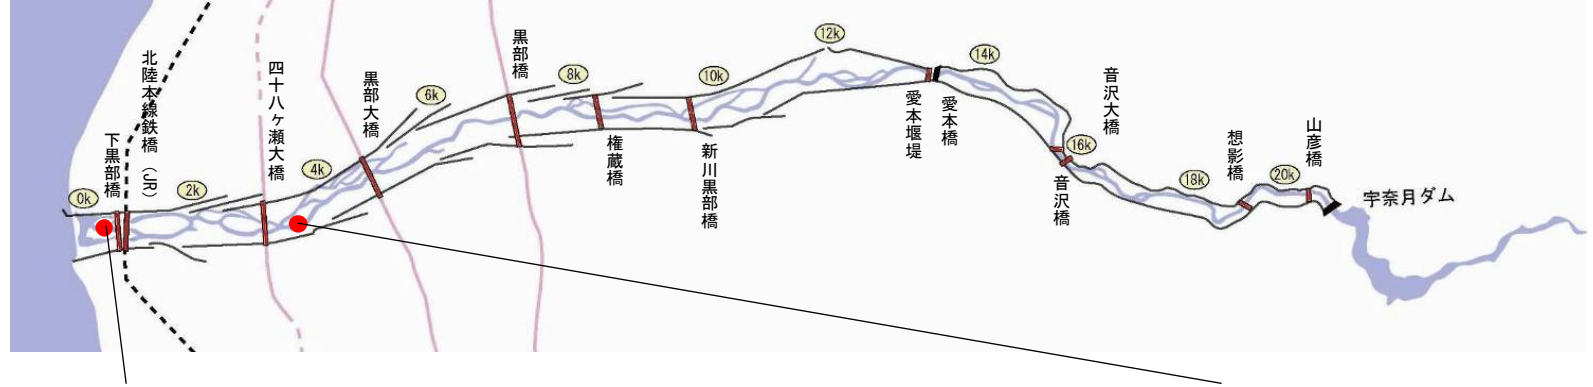 0k
下黒部橋
北陸本線鉄橋（JR）
2k
四十八ヶ瀬大橋
4k
黒部大橋
6k
黒部橋
8k
権蔵橋
10k
新川黒部橋
12k
愛本堰堤
愛本橋
14k
音沢大橋
16k
音沢橋
18k
想影橋
20k
山彦橋
宇奈月ダム